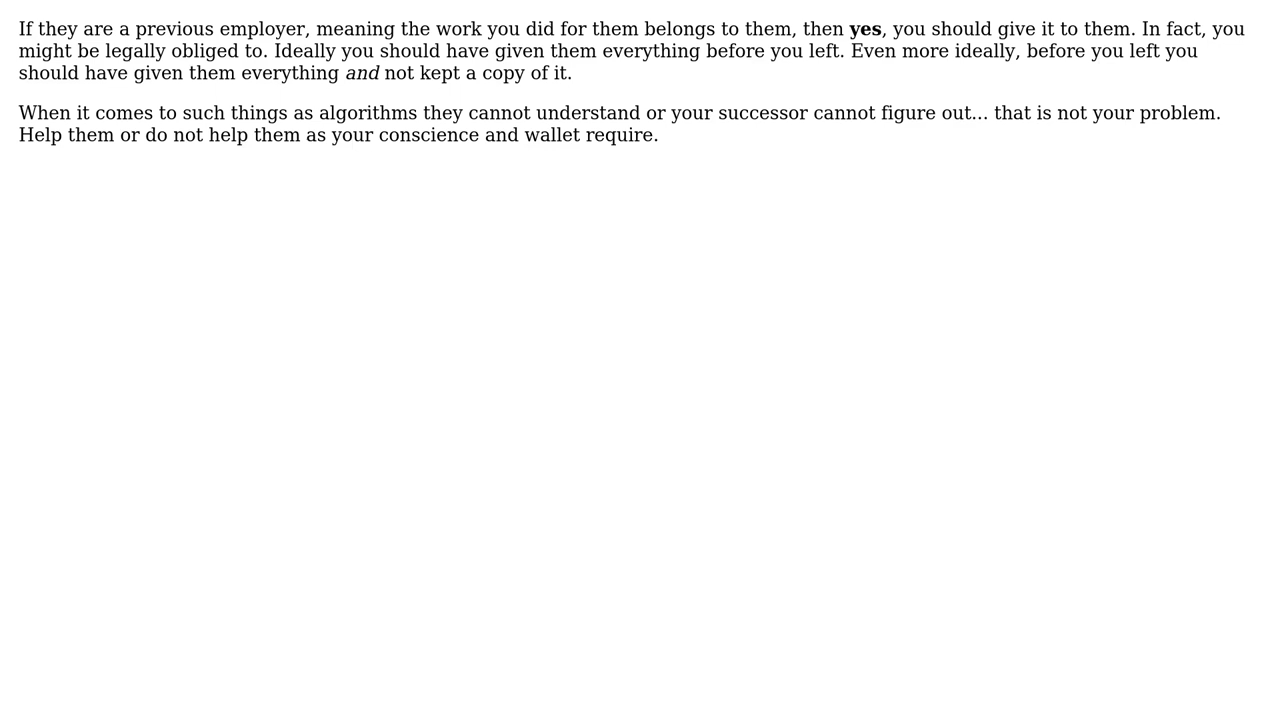 If they are a previous employer, meaning the work you did for them belongs to them, then yes, you should give it to them. In fact, you
might be legally obliged to. Ideally you should have given them everything before you left. Even more ideally, before you left you
should have given them everything and not kept a copy of it.
When it comes to such things as algorithms they cannot understand or your successor cannot figure out... that is not your problem.
Help them or do not help them as your conscience and wallet require.